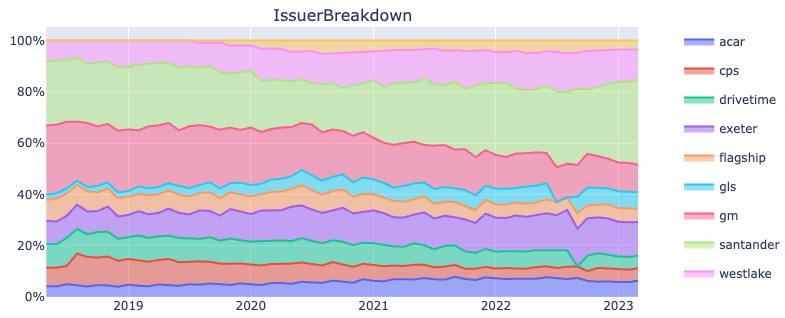 IssuerBreakdown
100%
80%
60%
40%
20%
0%
2019
2020
2021
2022
2023
acar
cps
drivetime
exeter
flagship
gls
gm
santander
westlake